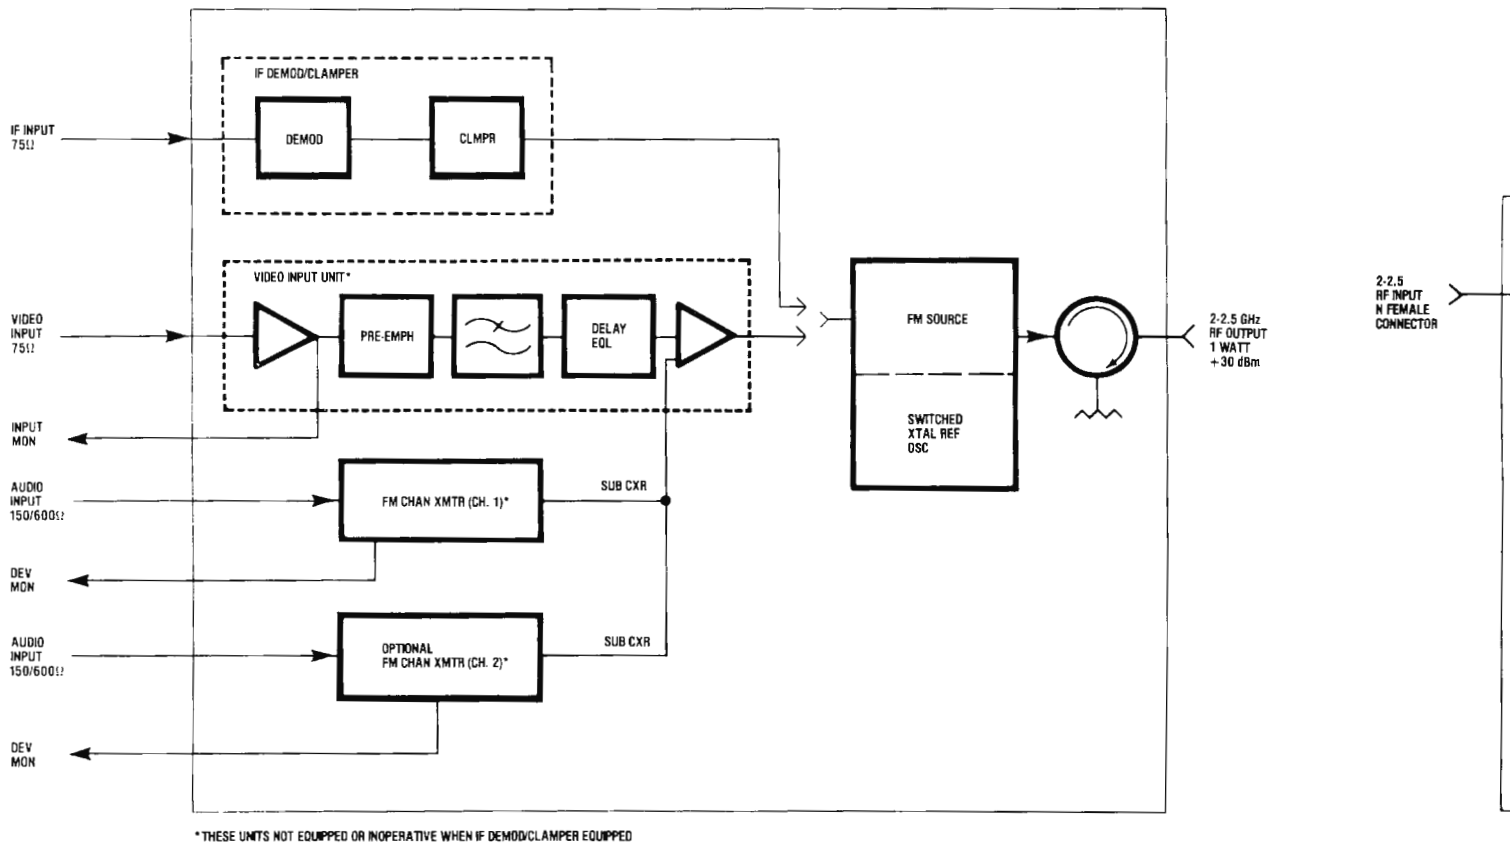 IF DEMOD/CLAMPER
IF INPUT
75Ω
DEMOD
CLMPR
VIDEO INPUT UNIT*
VIDEO
INPUT
75Ω
PRE-EMPH
DELAY
EQL
FM SOURCE
SWITCHED
XTAL REF
OSC
2-2.5 GHz
RF OUTPUT
1 WATT
+30 dBm
2-2.5
RF INPUT
N FEMALE
CONNECTOR
INPUT
MON
AUDIO
INPUT
150/600Ω
FM CHAN XMTR (CH. 1)*
SUB CXR
DEV
MON
AUDIO
INPUT
150/600Ω
OPTIONAL
FM CHAN XMTR (CH. 2)*
SUB CXR
DEV
MON
*THESE UNITS NOT EQUIPPED OR INOPERATIVE WHEN IF DEMOD/CLAMPER EQUIPPED